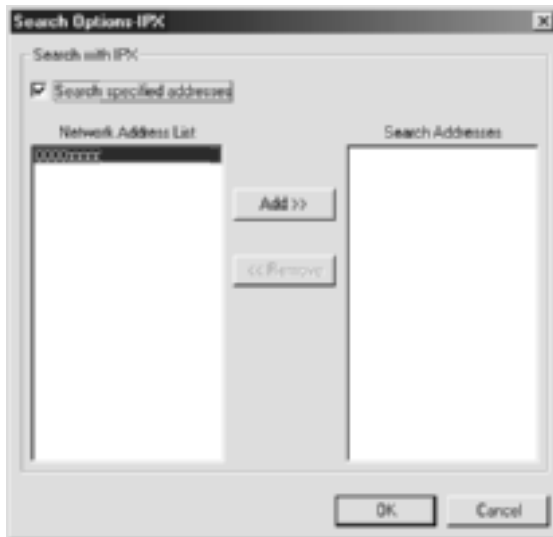 Search Options-IPX
Search with IPX
Search specified addresses
Network Address List
Search Addresses
Add >>
<< Remove
OK
Cancel